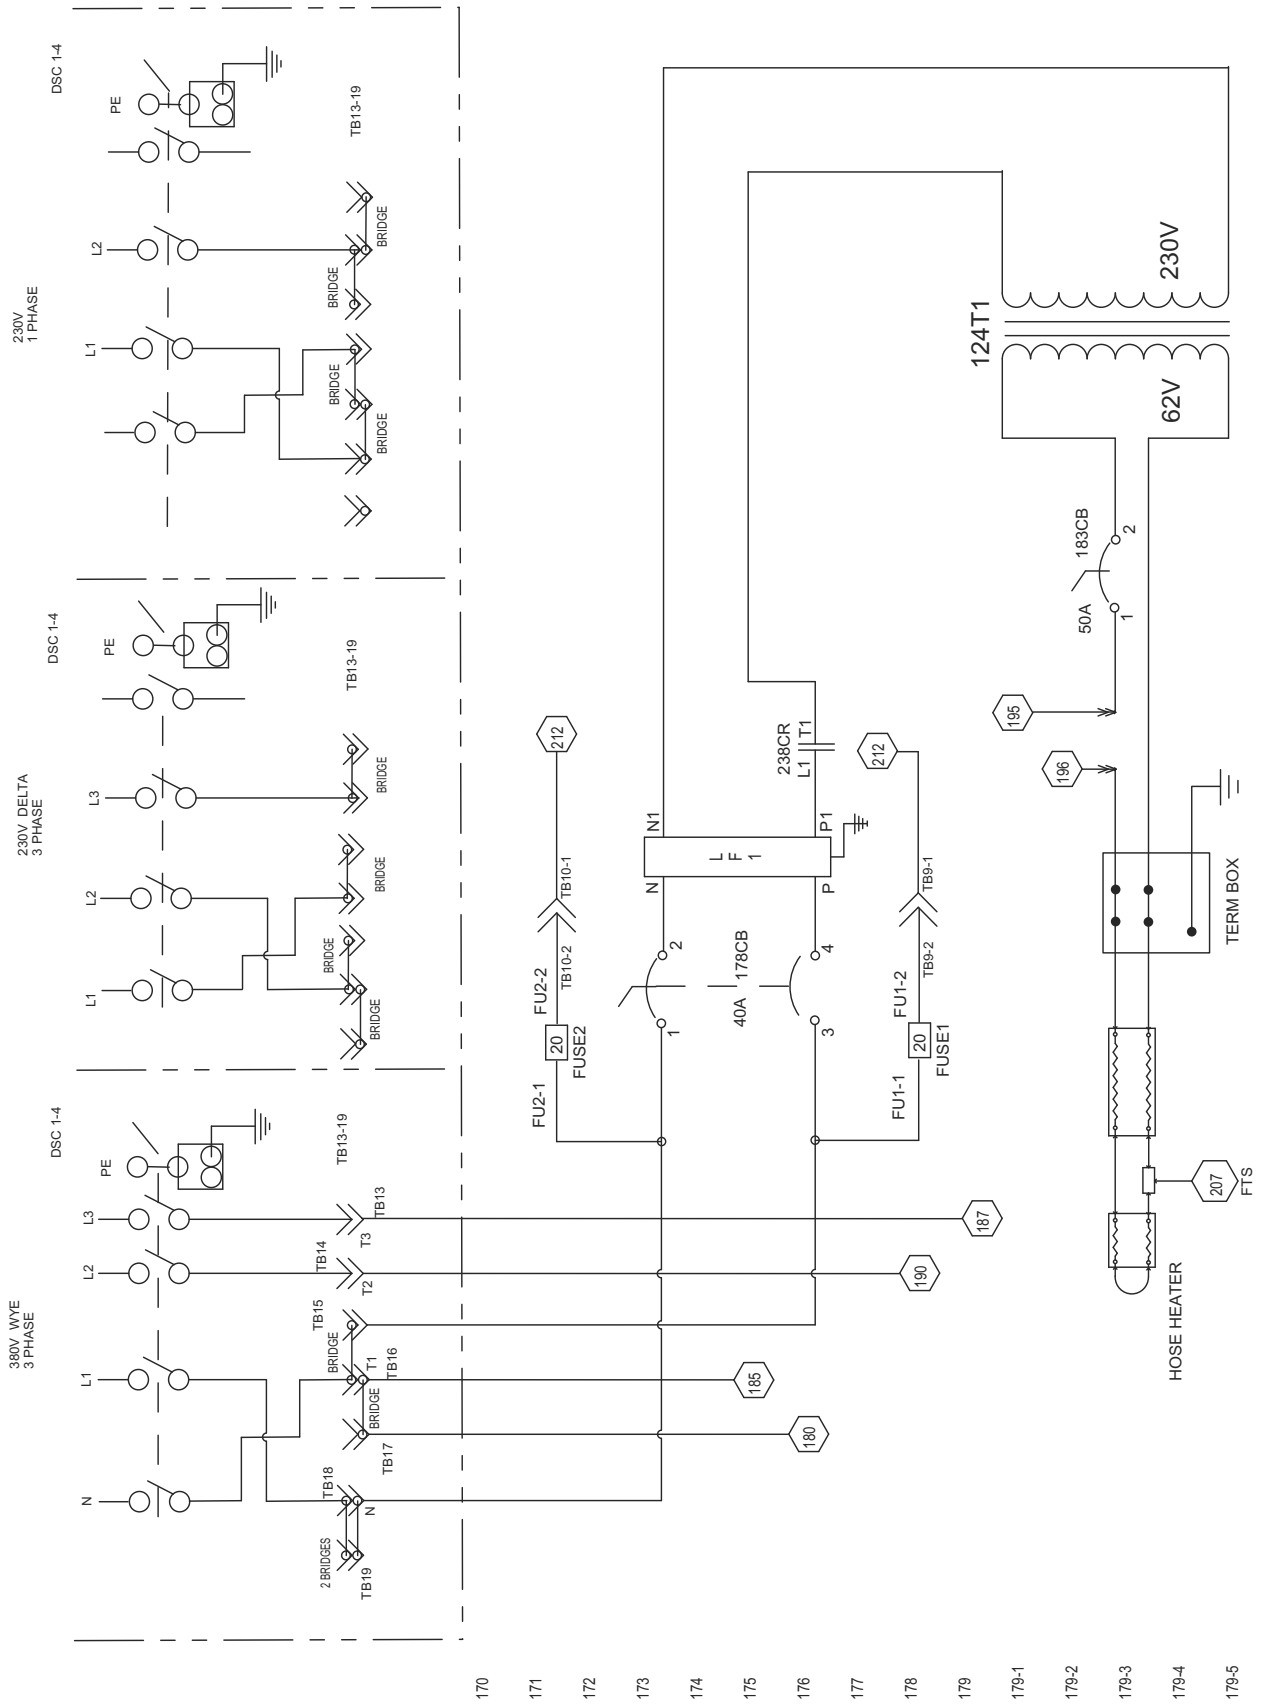 380V WYE
3 PHASE
DSC 1-4
N
L1
L2
L3
PE
2 BRIDGES
TB19
TB18
N
TB17
BRIDGE
BRIDGE
T1
TB16
TB15
TB14
T2
T3
TB13
TB13-19
230V DELTA
3 PHASE
DSC 1-4
L1
L2
L3
PE
BRIDGE
BRIDGE
BRIDGE
BRIDGE
TB13-19
230V
1 PHASE
DSC 1-4
L1
L2
PE
BRIDGE
BRIDGE
BRIDGE
BRIDGE
TB13-19
170
171
172
173
174
175
176
177
178
179
179-1
179-2
179-3
179-4
179-5
180
185
190
187
FU2-1
20
FUSE2
FU2-2
TB10-2
TB10-1
212
1
2
40A
178CB
3
4
N
N1
LF1
P
P1
238CR
L1
T1
FU1-1
20
FUSE1
FU1-2
TB9-2
TB9-1
212
124T1
230V
62V
50A
183CB
1
2
195
196
TERM BOX
HOSE HEATER
207
FTS